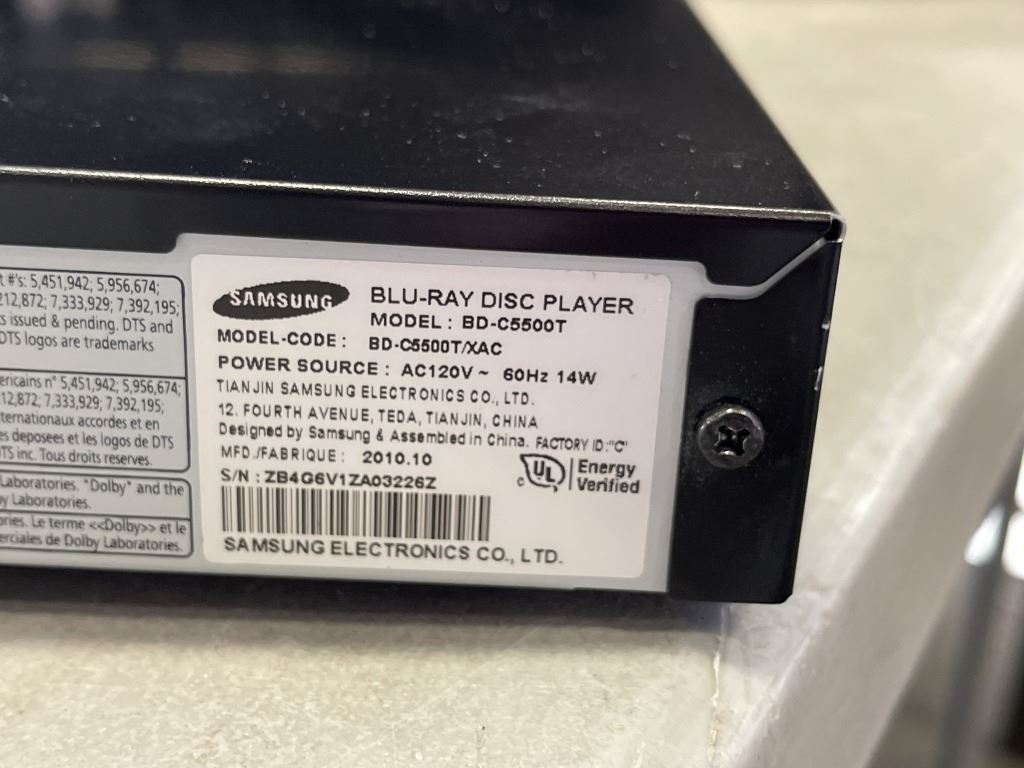 t #'s: 5,451,942; 5,956,674;
212,872; 7,333,929; 7,392,195;
s issued & pending. DTS and
DTS logos are trademarks
ericains n° 5,451,942; 5,956,674;
12,872; 7,333,929; 7,392,195;
ternationaux accordes et en
es deposees et les logos de DTS
TS inc. Tous droits reserves.
Laboratories. "Dolby" and the
y Laboratories.
ories. Le terme <<Dolby>> et le
erciales de Dolby Laboratories.
SAMSUNG BLU-RAY DISC PLAYER
MODEL : BD-C5500T
MODEL-CODE : BD-C5500T/XAC
POWER SOURCE : AC120V ~ 60Hz 14W
TIANJIN SAMSUNG ELECTRONICS CO., LTD.
12. FOURTH AVENUE, TEDA, TIANJIN, CHINA
Designed by Samsung & Assembled in China. FACTORY ID:"C"
MFD./FABRIQUE : 2010.10
S/N : ZB4G6V1ZA03226Z
c UL Energy
Verified
SAMSUNG ELECTRONICS CO., LTD.